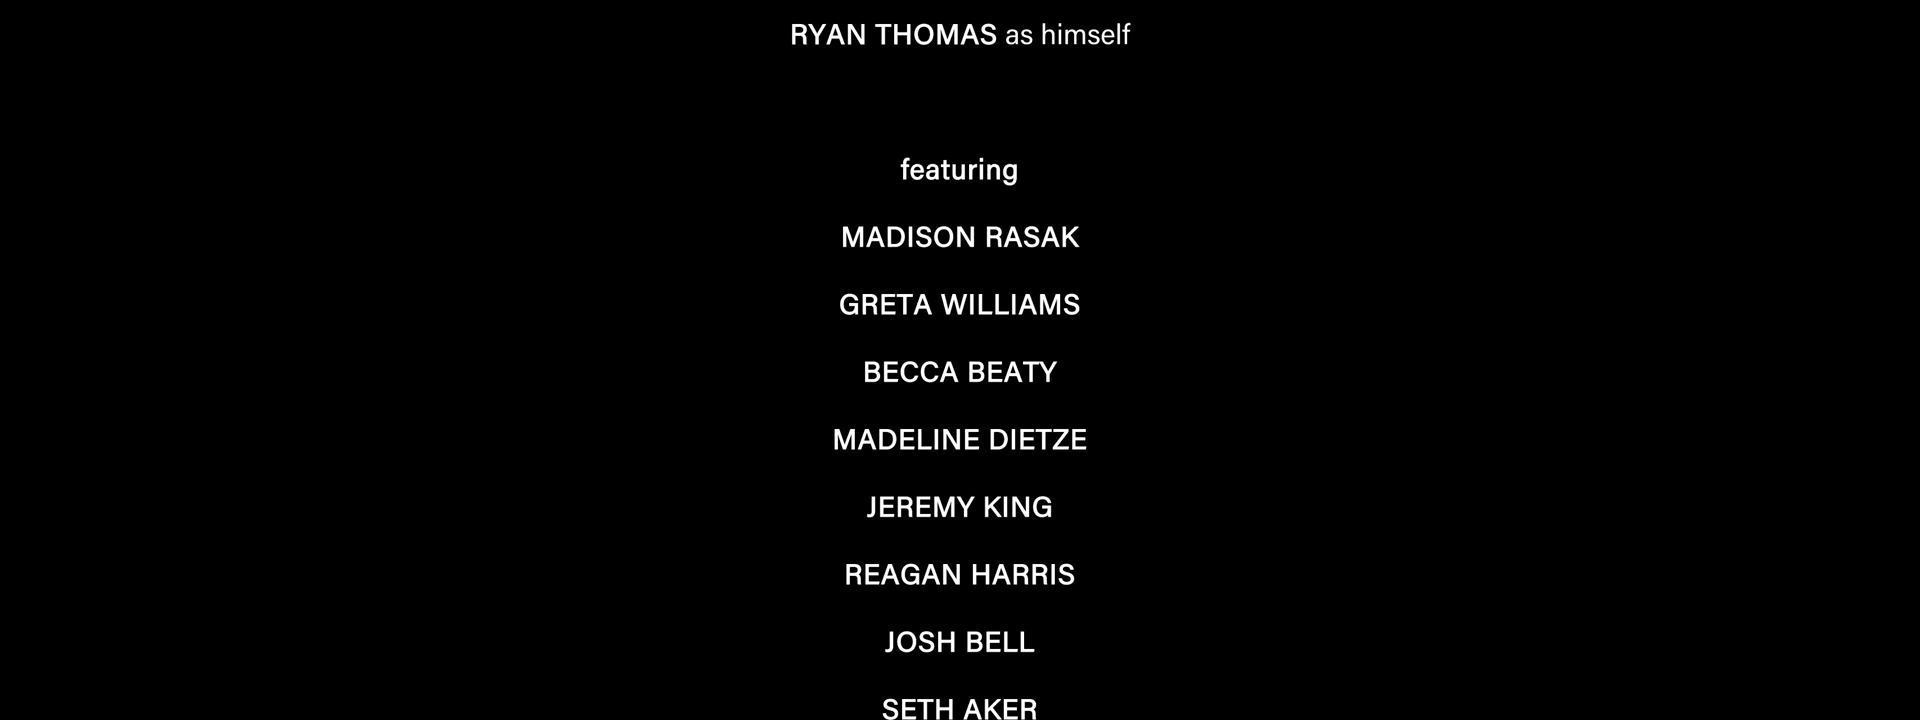 RYAN THOMAS as himself
featuring
MADISON RASAK
GRETA WILLIAMS
BECCA BEATY
MADELINE DIETZE
JEREMY KING
REAGAN HARRIS
JOSH BELL
SETH AKER